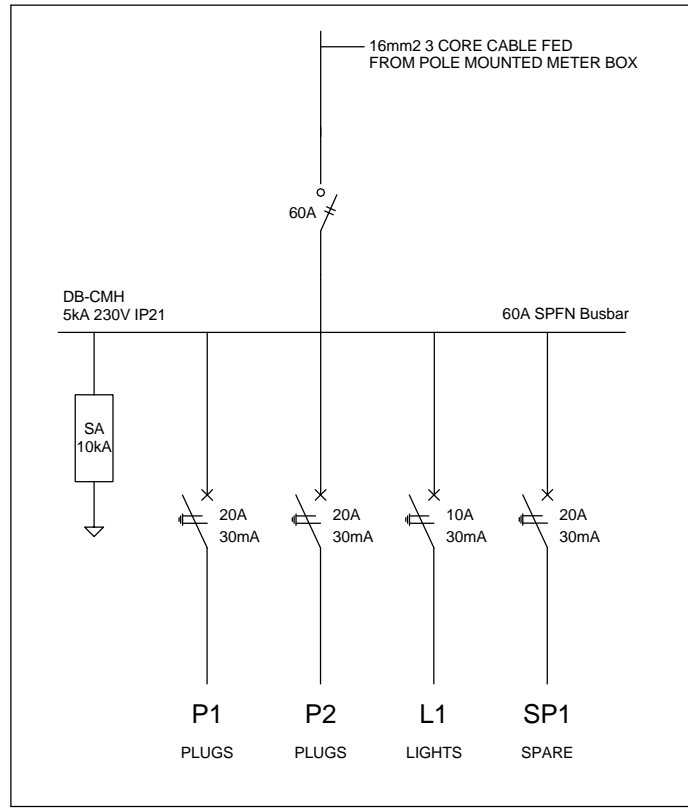 16mm2 3 CORE CABLE FED
FROM POLE MOUNTED METER BOX
60A
DB-CMH
5kA 230V IP21
60A SPFN Busbar
SA
10kA
20A
30mA
20A
30mA
10A
30mA
20A
30mA
P1
P2
L1
SP1
PLUGS
PLUGS
LIGHTS
SPARE